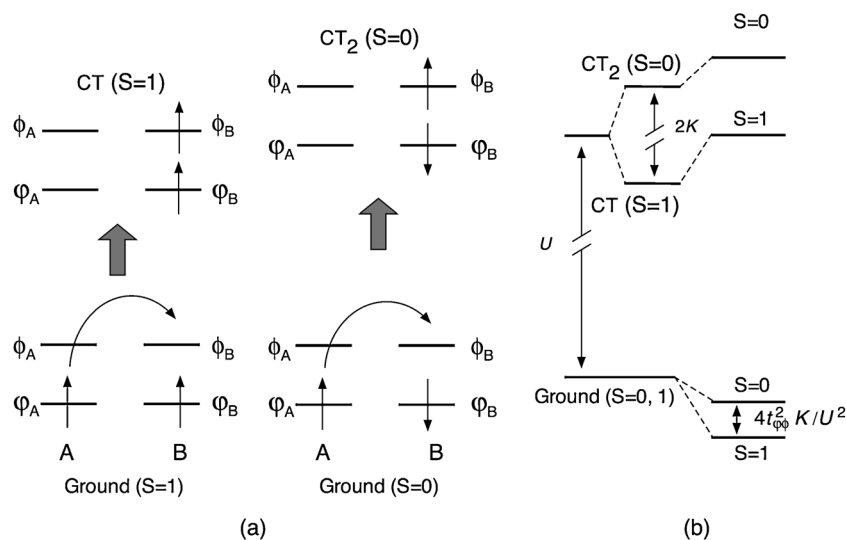 CT (S=1)
ϕA ϕB
φA φB
ϕA ϕB
φA φB
A B
Ground (S=1)
CT2 (S=0)
ϕA ϕB
φA φB
ϕA ϕB
φA φB
A B
Ground (S=0)
(a)
S=0
CT2 (S=0)
2K
S=1
CT (S=1)
U
Ground (S=0, 1)
S=0
4t²φϕ K/U²
S=1
(b)